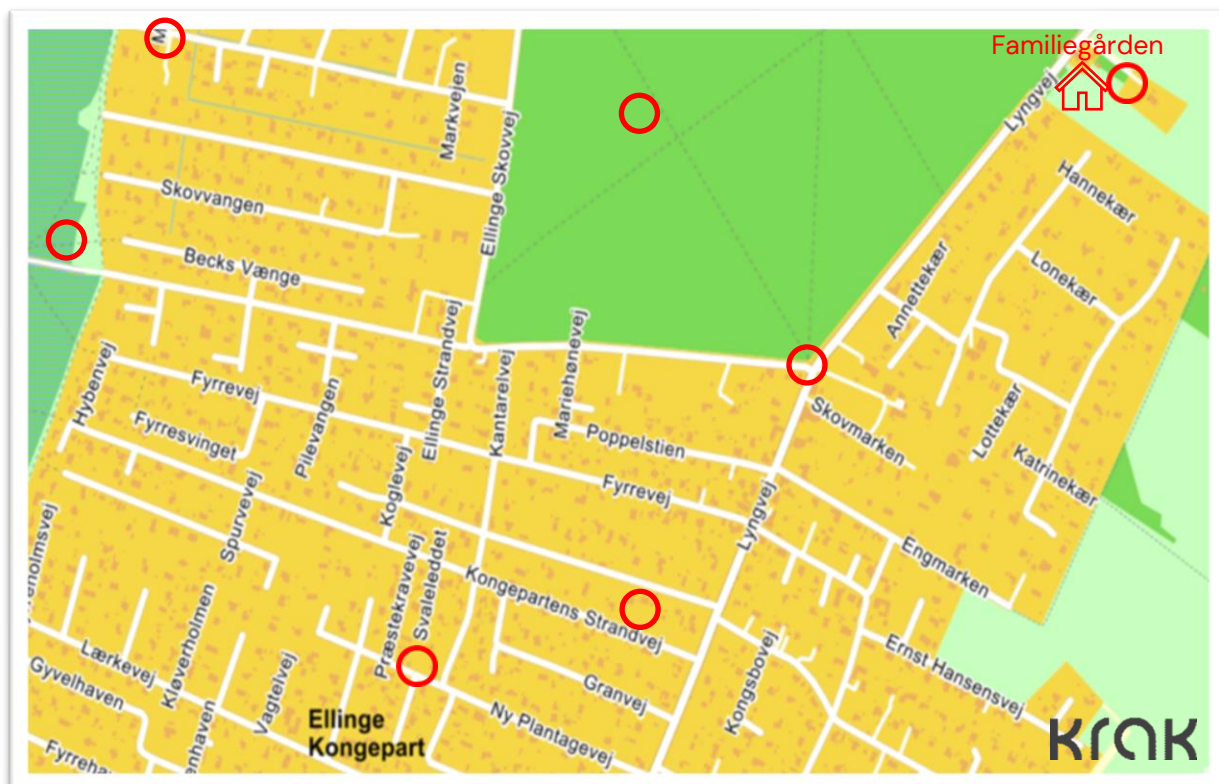 Familiegården
M
Markvejen
Ellinge Skovvej
Lyngvej
Skovvangen
Hannekær
Becks Vænge
Lonekær
Annettekær
Hybenvej
Fyrrevej
Pilevangen
Ellinge Strandvej
Kantarelvej
Mariehønevej
Skovmarken
Lottekær
Fyrresvinget
Poppelstien
Katrinekær
Koglevej
Spurvevej
Fyrrevej
Lyngvej
Engmarken
Præstekravevej
Svaleleddet
Kongepartens Strandvej
Lærkevej
Kløverholmen
Gyvelhaven
Vagtelvej
Granvej
Kongsbovej
Ernst Hansensvej
Ny Plantagevej
Ellinge
Kongepart
krak